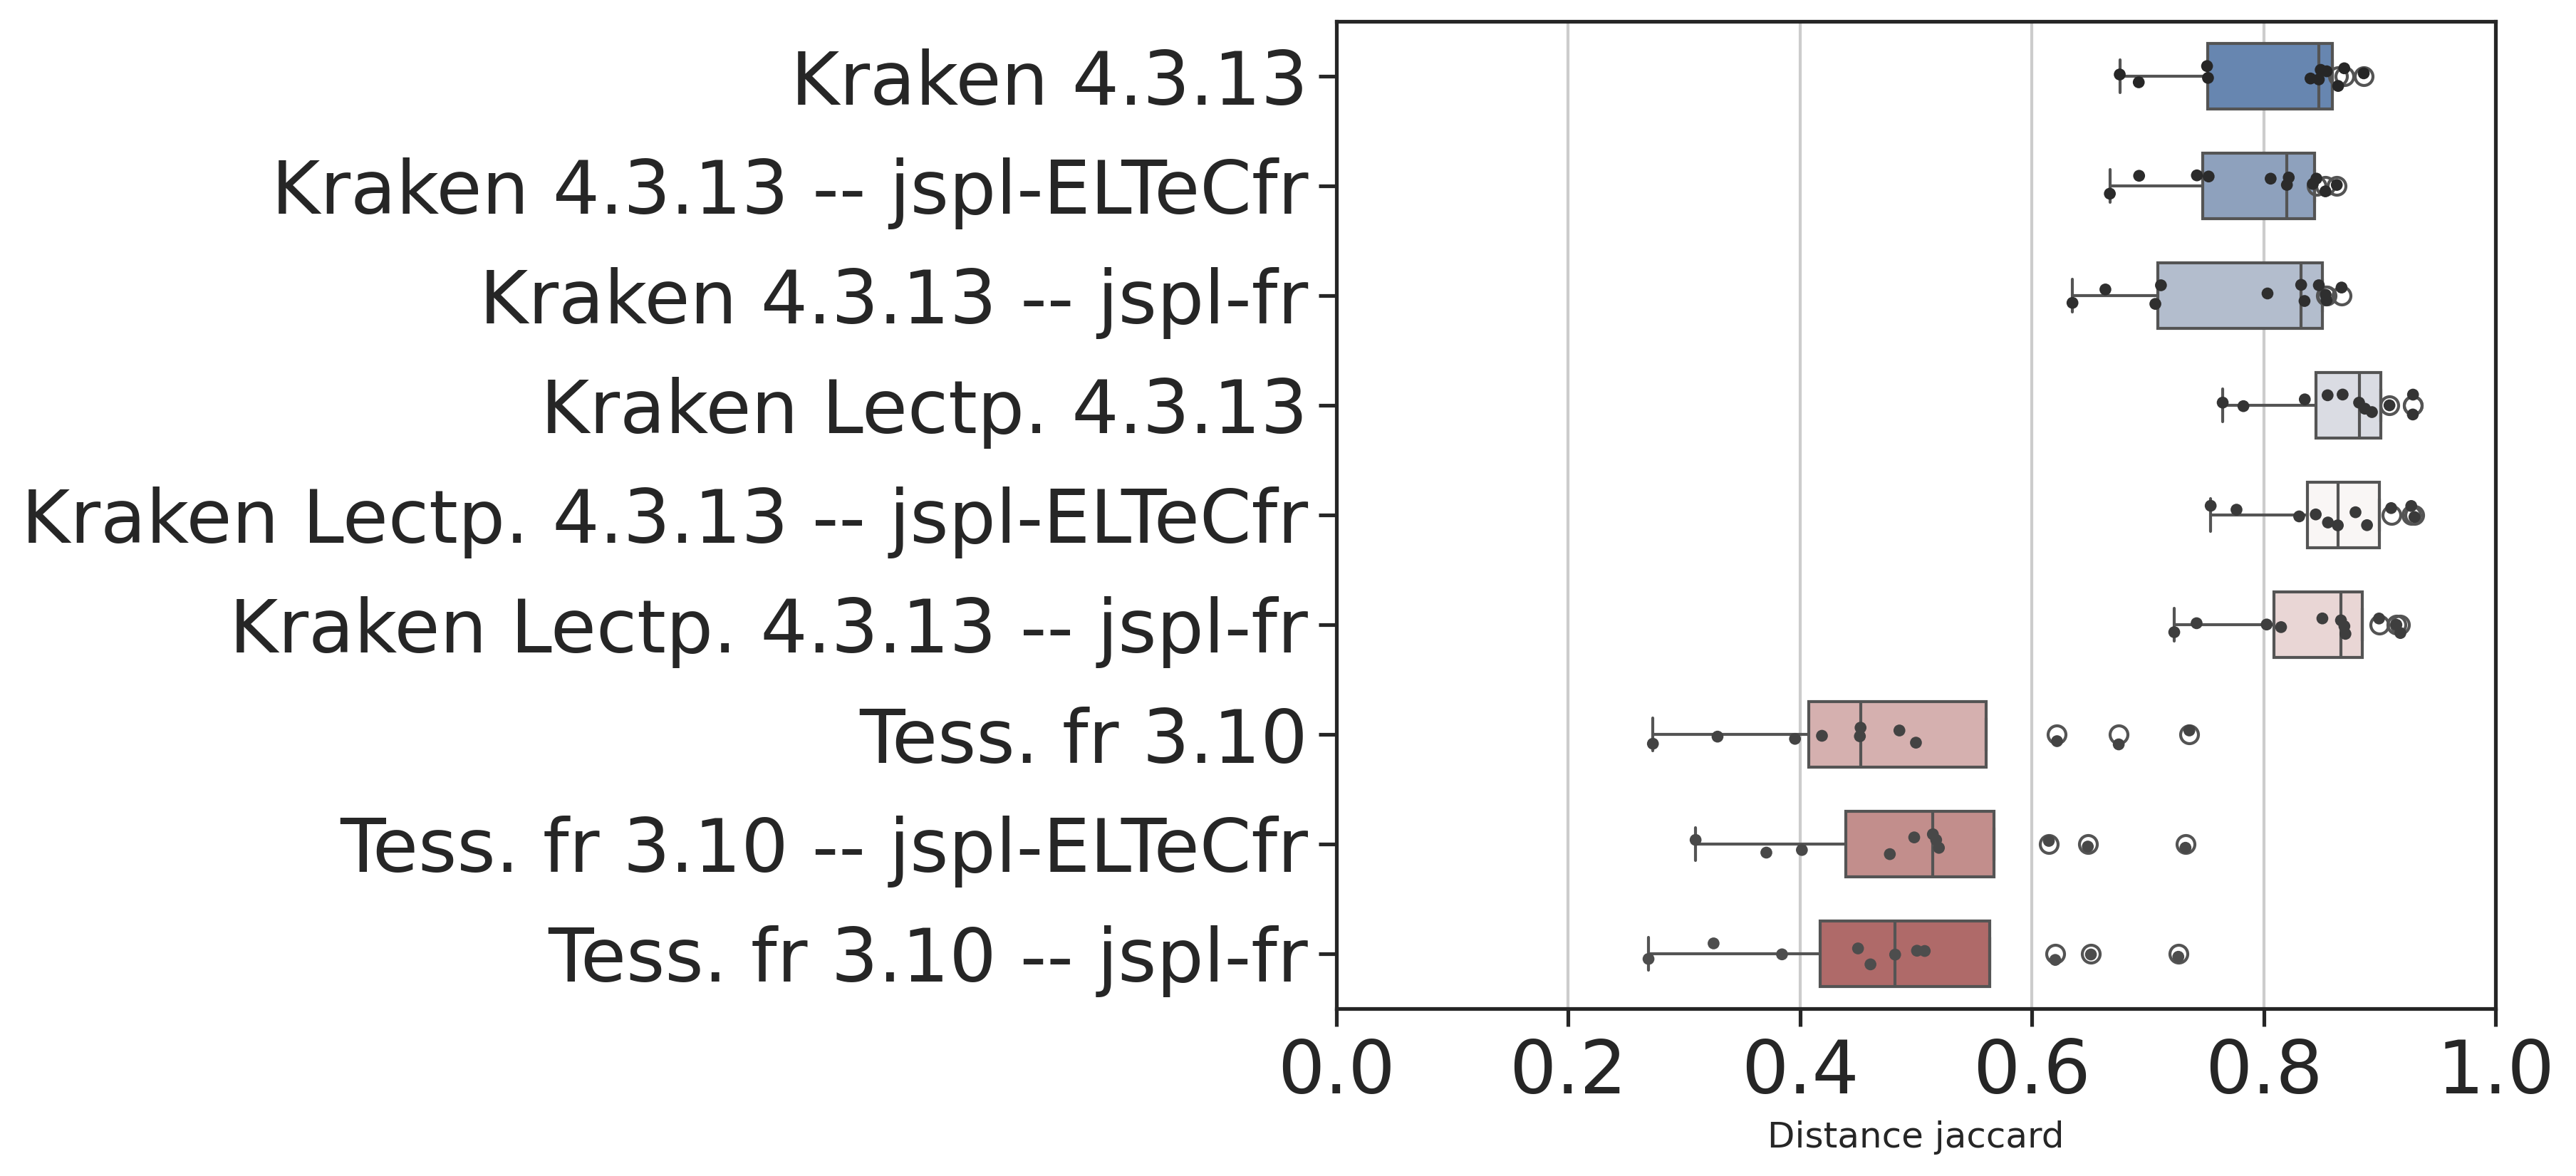 Kraken 4.3.13
Kraken 4.3.13 -- jspl-ELTeCfr
Kraken 4.3.13 -- jspl-fr
Kraken Lectp. 4.3.13
Kraken Lectp. 4.3.13 -- jspl-ELTeCfr
Kraken Lectp. 4.3.13 -- jspl-fr
Tess. fr 3.10
Tess. fr 3.10 -- jspl-ELTeCfr
Tess. fr 3.10 -- jspl-fr
0.0 0.2 0.4 0.6 0.8 1.0
Distance jaccard